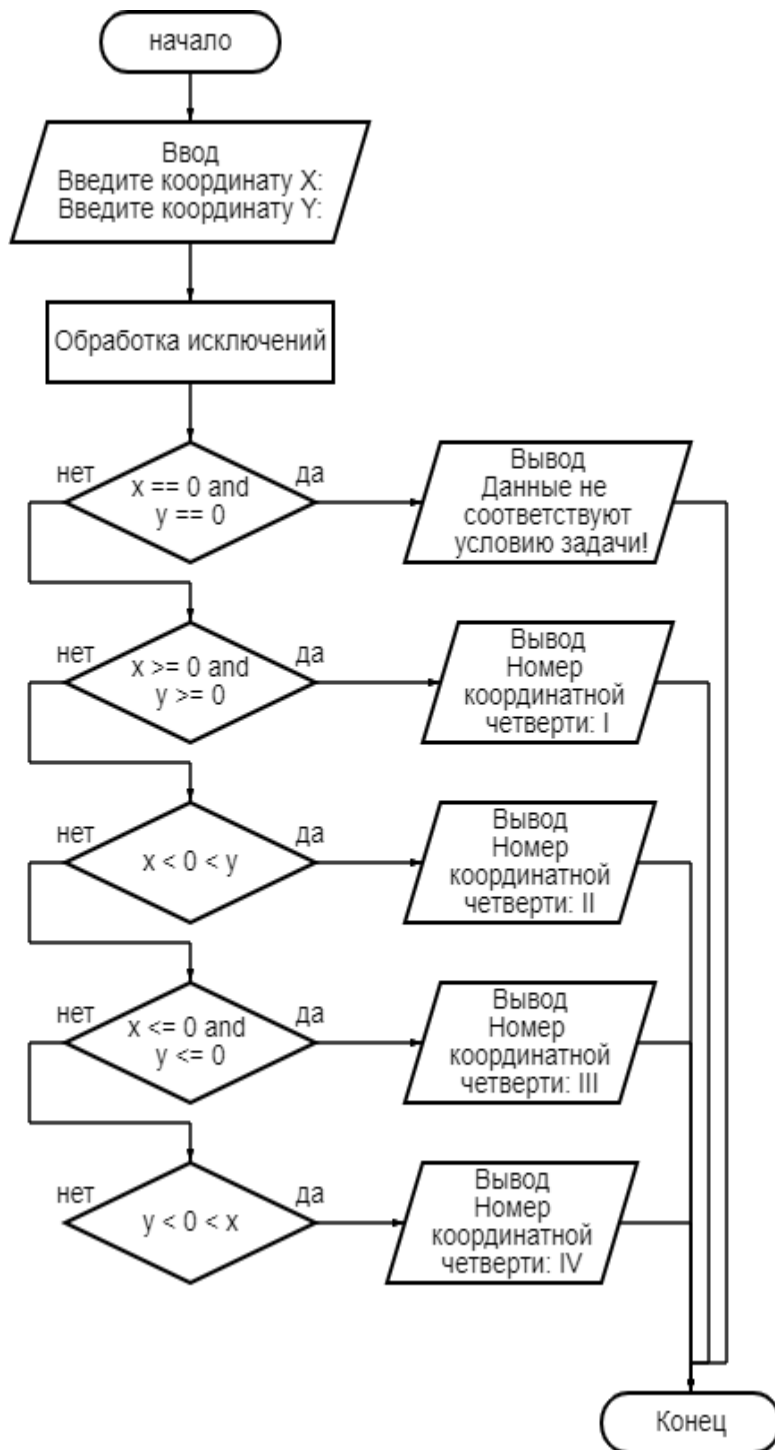 начало
Ввод
Введите координату X:
Введите координату Y:
Обработка исключений
нет
x == 0 and
y == 0
да
Вывод
Данные не
соответствуют
условию задачи!
нет
x >= 0 and
y >= 0
да
Вывод
Номер
координатной
четверти: I
нет
x < 0 < y
да
Вывод
Номер
координатной
четверти: II
нет
x <= 0 and
y <= 0
да
Вывод
Номер
координатной
четверти: III
нет
y < 0 < x
да
Вывод
Номер
координатной
четверти: IV
Конец